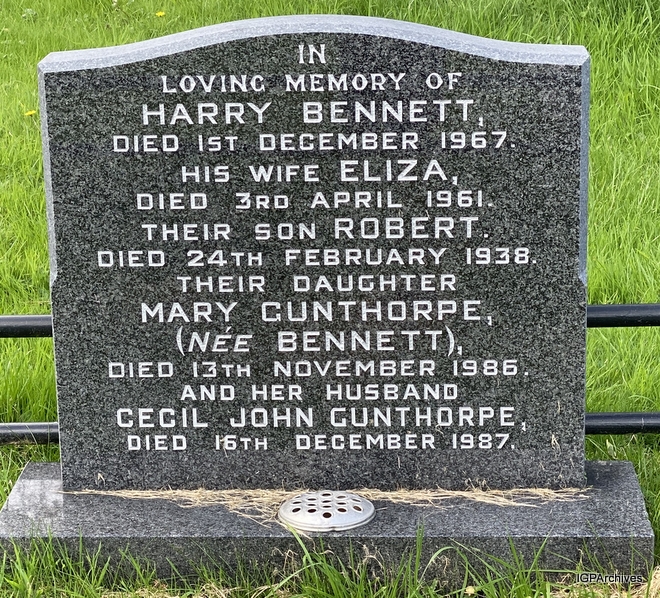 IN
LOVING MEMORY OF
HARRY BENNETT,
DIED 1ST DECEMBER 1967.
HIS WIFE ELIZA,
DIED 3RD APRIL 1961.
THEIR SON ROBERT.
DIED 24TH FEBRUARY 1938.
THEIR DAUGHTER
MARY GUNTHORPE,
(NÉE BENNETT),
DIED 13TH NOVEMBER 1986.
AND HER HUSBAND
CECIL JOHN GUNTHORPE,
DIED 16TH DECEMBER 1987.
IGPArchives